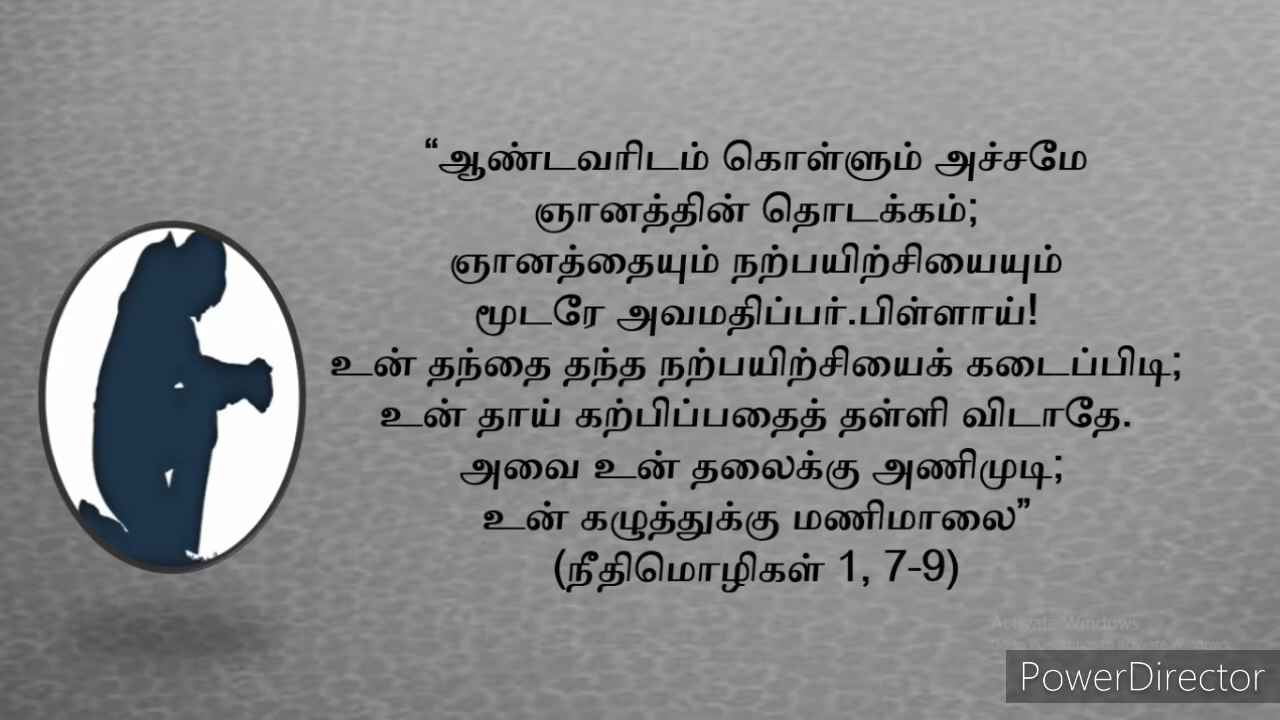 “ஆண்டவரிடம் கொள்ளும் அச்சமே
ஞானத்தின் தொடக்கம்;
ஞானத்தையும் நற்பயிற்சியையும்
மூடரே அவமதிப்பர்.பிள்ளாய்!
உன் தந்தை தந்த நற்பயிற்சியைக் கடைப்பிடி;
உன் தாய் கற்பிப்பதைத் தள்ளி விடாதே.
அவை உன் தலைக்கு அணிமுடி;
உன் கழுத்துக்கு மணிமாலை”
(நீதிமொழிகள் 1, 7-9)
Activate Windows
PowerDirector